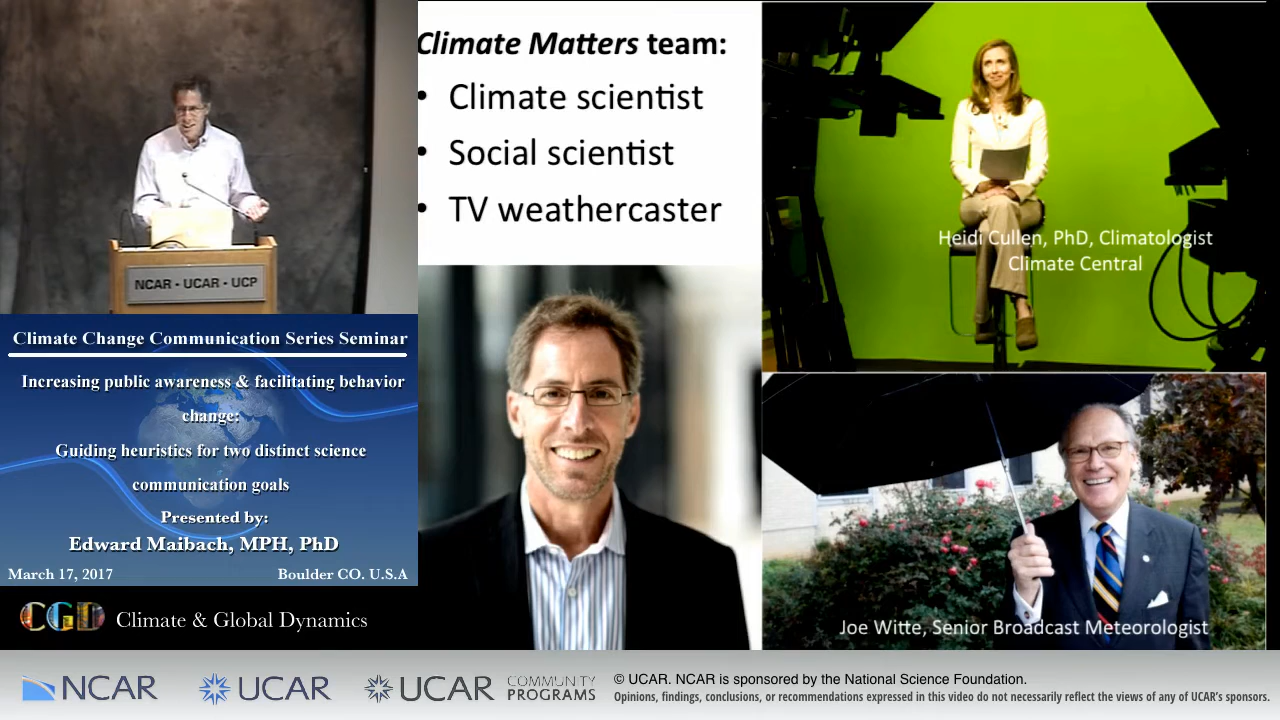 NCAR • UCAR • UCP
Climate Change Communication Series Seminar
Increasing public awareness & facilitating behavior
change:
Guiding heuristics for two distinct science
communication goals
Presented by:
Edward Maibach, MPH, PhD
March 17, 2017
Boulder CO. U.S.A
CGD Climate & Global Dynamics
Climate Matters team:
• Climate scientist
• Social scientist
• TV weathercaster
Heidi Cullen, PhD, Climatologist
Climate Central
Joe Witte, Senior Broadcast Meteorologist
NCAR
UCAR
UCAR
COMMUNITY
PROGRAMS
© UCAR. NCAR is sponsored by the National Science Foundation.
Opinions, findings, conclusions, or recommendations expressed in this video do not necessarily reflect the views of any of UCAR's sponsors.